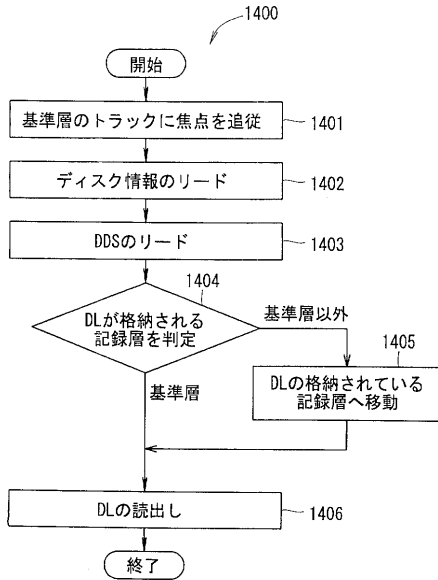 1400
開始
基準層のトラックに焦点を追従
1401
ディスク情報のリード
1402
DDSのリード
1403
1404
DLが格納される
記録層を判定
基準層以外
1405
DLの格納されている
記録層へ移動
基準層
DLの読出し
1406
終了